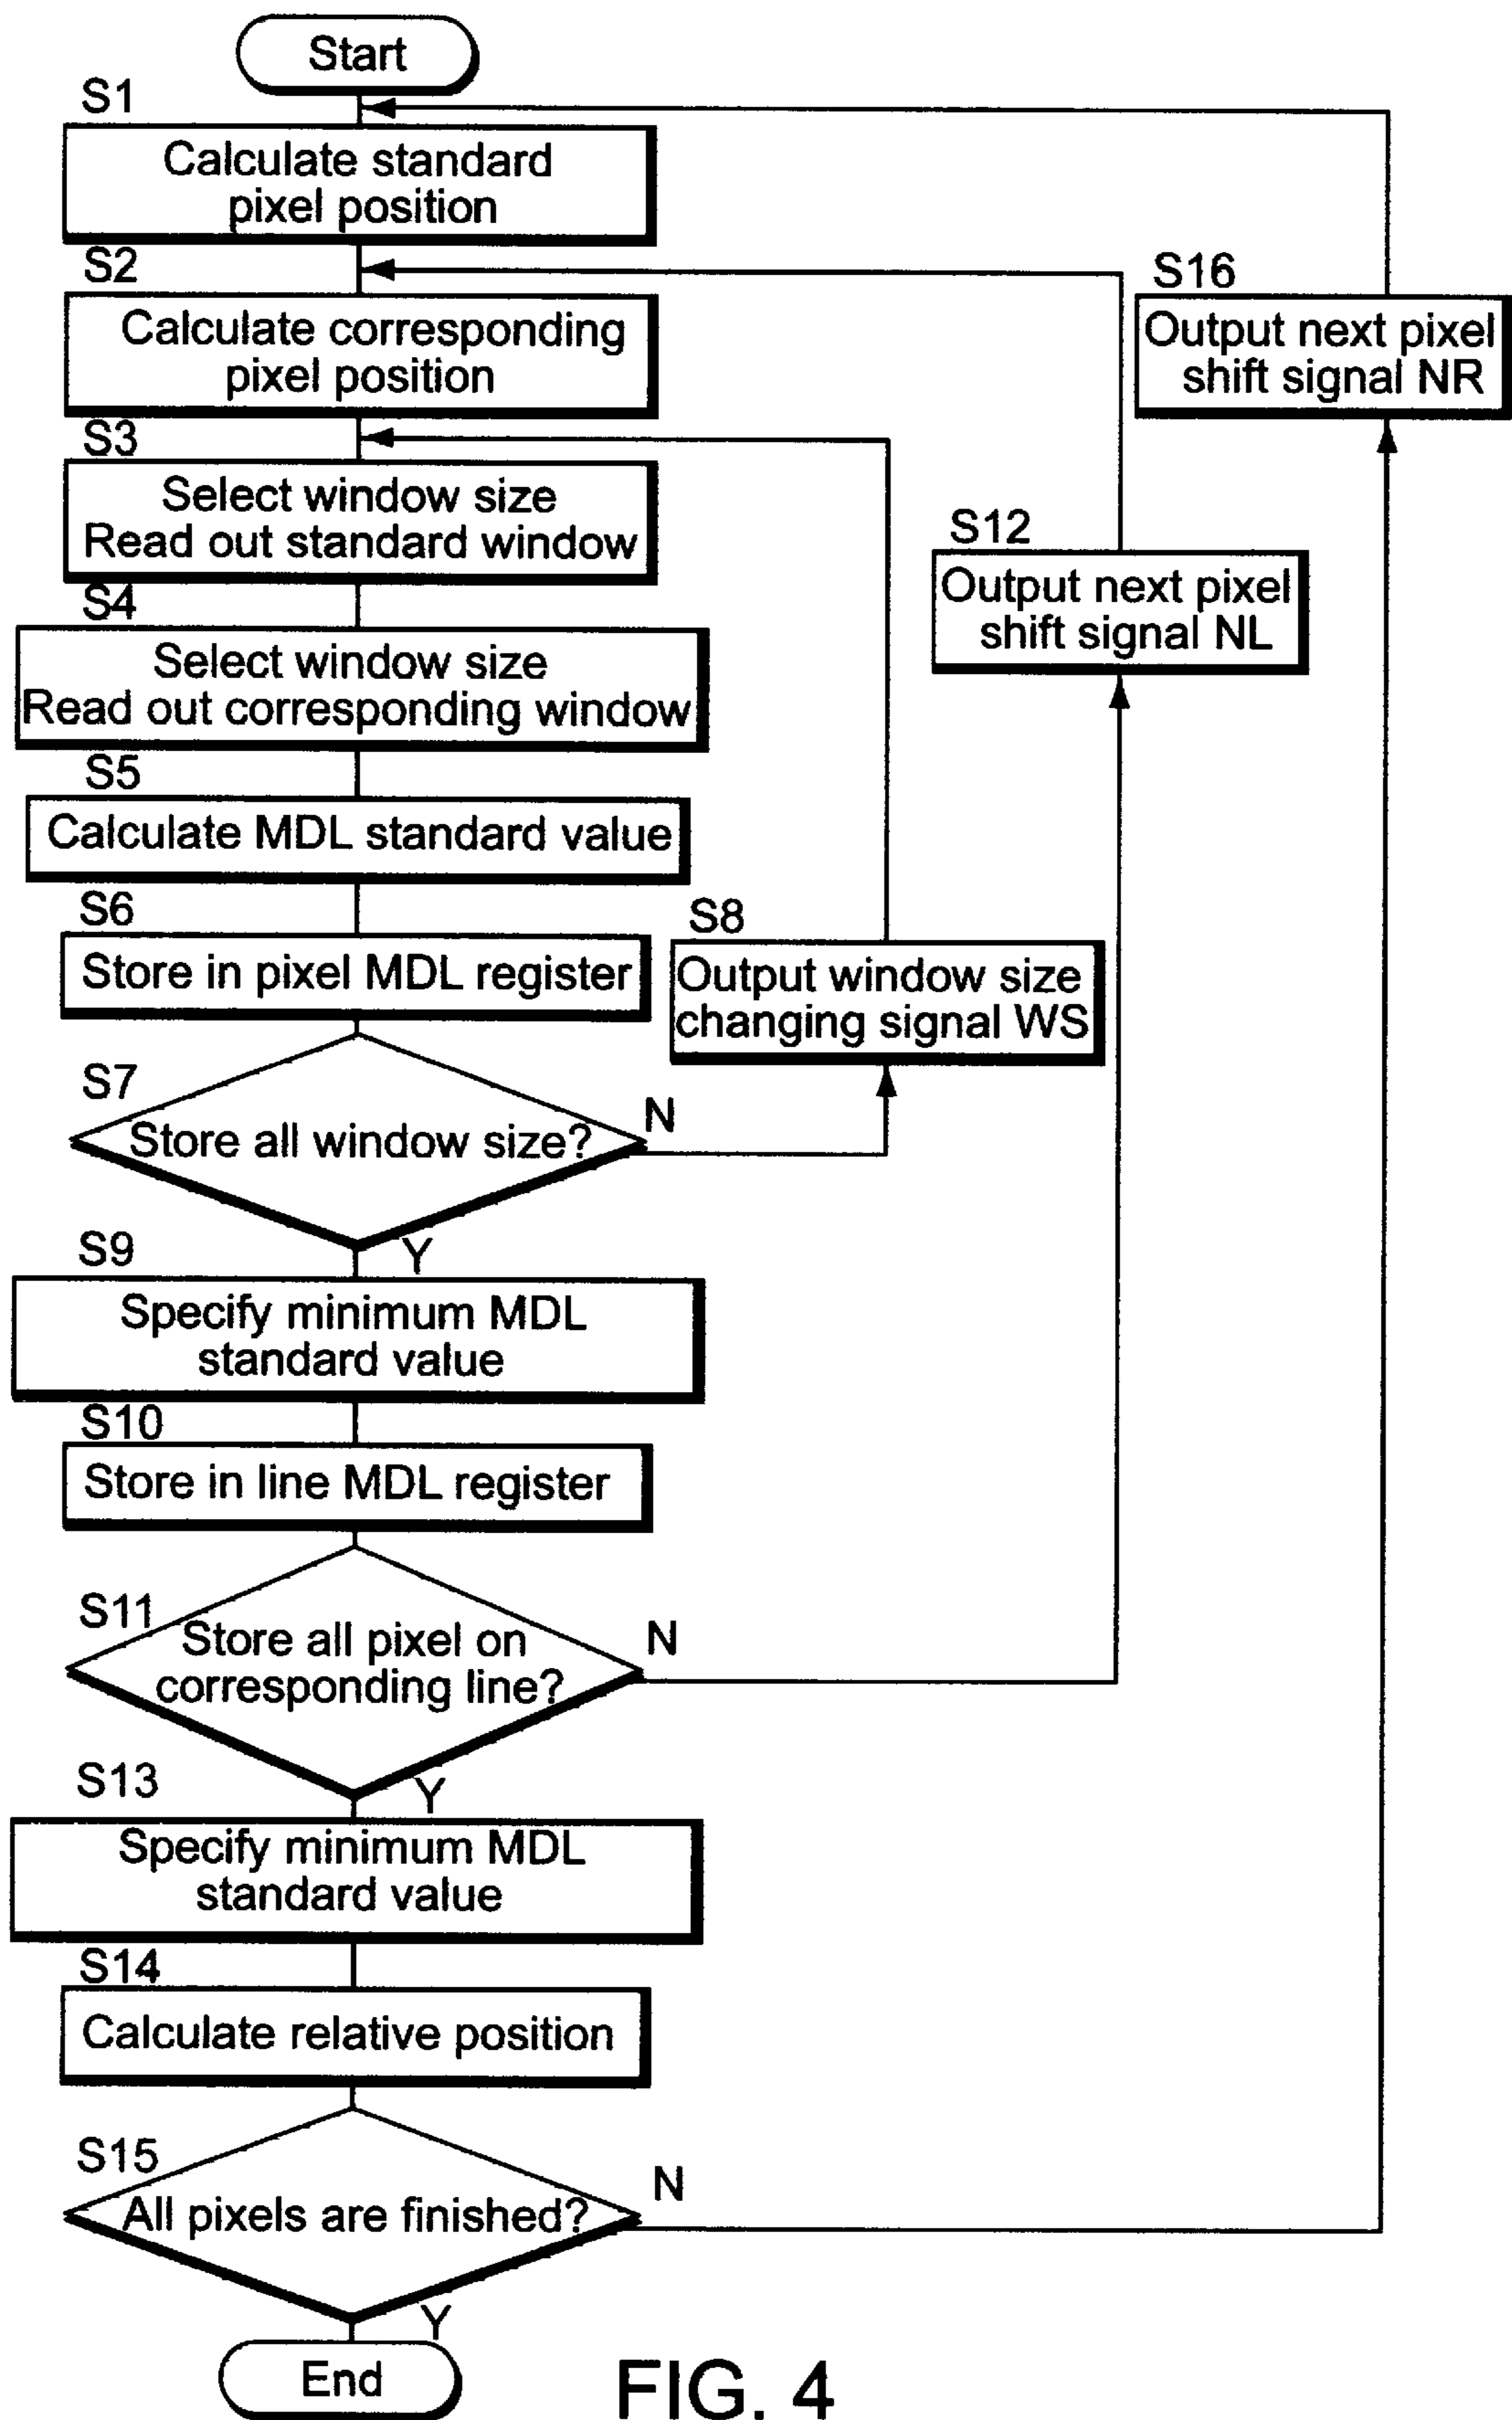 Start
S1
Calculate standard
pixel position
S2
Calculate corresponding
pixel position
S16
Output next pixel
shift signal NR
S3
Select window size
Read out standard window
S12
Output next pixel
shift signal NL
S4
Select window size
Read out corresponding window
S5
Calculate MDL standard value
S6
Store in pixel MDL register
S8
Output window size
changing signal WS
S7
Store all window size?
N
Y
S9
Specify minimum MDL
standard value
S10
Store in line MDL register
S11
Store all pixel on
corresponding line?
N
Y
S13
Specify minimum MDL
standard value
S14
Calculate relative position
S15
All pixels are finished?
N
Y
End
FIG. 4